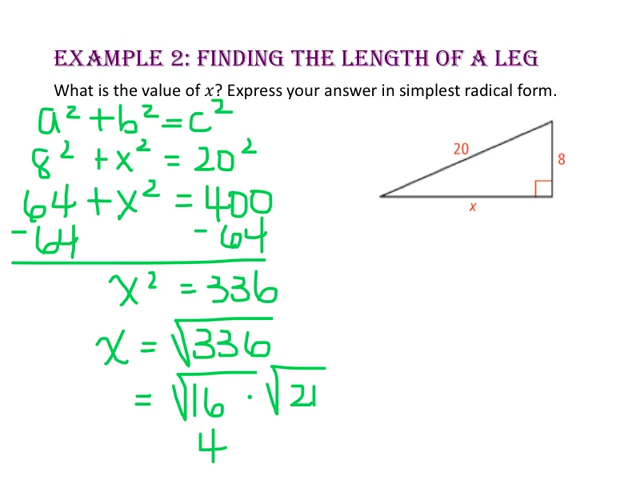 EXAMPLE 2: FINDING THE LENGTH OF A LEG
What is the value of x? Express your answer in simplest radical form.
a² + b² = c²
8² + x² = 20²
64 + x² = 400
-64 -64
x² = 336
x = √336
= √16 · √21
4
20
8
x